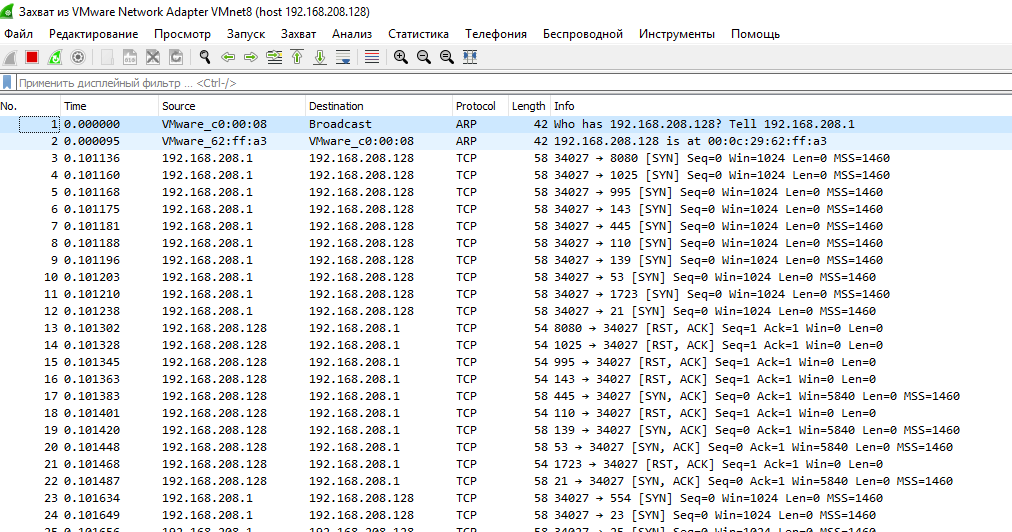 Захват из VMware Network Adapter VMnet8 (host 192.168.208.128)
Файл Редактирование Просмотр Запуск Захват Анализ Статистика Телефония Беспроводной Инструменты Помощь
Применить дисплейный фильтр ... <Ctrl-/>
No. Time Source Destination Protocol Length Info
1 0.000000 VMware_c0:00:08 Broadcast ARP 42 Who has 192.168.208.128? Tell 192.168.208.1
2 0.000095 VMware_62:ff:a3 VMware_c0:00:08 ARP 42 192.168.208.128 is at 00:0c:29:62:ff:a3
3 0.101136 192.168.208.1 192.168.208.128 TCP 58 34027 → 8080 [SYN] Seq=0 Win=1024 Len=0 MSS=1460
4 0.101160 192.168.208.1 192.168.208.128 TCP 58 34027 → 1025 [SYN] Seq=0 Win=1024 Len=0 MSS=1460
5 0.101168 192.168.208.1 192.168.208.128 TCP 58 34027 → 995 [SYN] Seq=0 Win=1024 Len=0 MSS=1460
6 0.101175 192.168.208.1 192.168.208.128 TCP 58 34027 → 143 [SYN] Seq=0 Win=1024 Len=0 MSS=1460
7 0.101181 192.168.208.1 192.168.208.128 TCP 58 34027 → 445 [SYN] Seq=0 Win=1024 Len=0 MSS=1460
8 0.101188 192.168.208.1 192.168.208.128 TCP 58 34027 → 110 [SYN] Seq=0 Win=1024 Len=0 MSS=1460
9 0.101196 192.168.208.1 192.168.208.128 TCP 58 34027 → 139 [SYN] Seq=0 Win=1024 Len=0 MSS=1460
10 0.101203 192.168.208.1 192.168.208.128 TCP 58 34027 → 53 [SYN] Seq=0 Win=1024 Len=0 MSS=1460
11 0.101210 192.168.208.1 192.168.208.128 TCP 58 34027 → 1723 [SYN] Seq=0 Win=1024 Len=0 MSS=1460
12 0.101238 192.168.208.1 192.168.208.128 TCP 58 34027 → 21 [SYN] Seq=0 Win=1024 Len=0 MSS=1460
13 0.101302 192.168.208.128 192.168.208.1 TCP 54 8080 → 34027 [RST, ACK] Seq=1 Ack=1 Win=0 Len=0
14 0.101328 192.168.208.128 192.168.208.1 TCP 54 1025 → 34027 [RST, ACK] Seq=1 Ack=1 Win=0 Len=0
15 0.101345 192.168.208.128 192.168.208.1 TCP 54 995 → 34027 [RST, ACK] Seq=1 Ack=1 Win=0 Len=0
16 0.101363 192.168.208.128 192.168.208.1 TCP 54 143 → 34027 [RST, ACK] Seq=1 Ack=1 Win=0 Len=0
17 0.101383 192.168.208.128 192.168.208.1 TCP 58 445 → 34027 [SYN, ACK] Seq=0 Ack=1 Win=5840 Len=0 MSS=1460
18 0.101401 192.168.208.128 192.168.208.1 TCP 54 110 → 34027 [RST, ACK] Seq=1 Ack=1 Win=0 Len=0
19 0.101420 192.168.208.128 192.168.208.1 TCP 58 139 → 34027 [SYN, ACK] Seq=0 Ack=1 Win=5840 Len=0 MSS=1460
20 0.101448 192.168.208.128 192.168.208.1 TCP 58 53 → 34027 [SYN, ACK] Seq=0 Ack=1 Win=5840 Len=0 MSS=1460
21 0.101468 192.168.208.128 192.168.208.1 TCP 54 1723 → 34027 [RST, ACK] Seq=1 Ack=1 Win=0 Len=0
22 0.101487 192.168.208.128 192.168.208.1 TCP 58 21 → 34027 [SYN, ACK] Seq=0 Ack=1 Win=5840 Len=0 MSS=1460
23 0.101634 192.168.208.1 192.168.208.128 TCP 58 34027 → 554 [SYN] Seq=0 Win=1024 Len=0 MSS=1460
24 0.101649 192.168.208.1 192.168.208.128 TCP 58 34027 → 23 [SYN] Seq=0 Win=1024 Len=0 MSS=1460